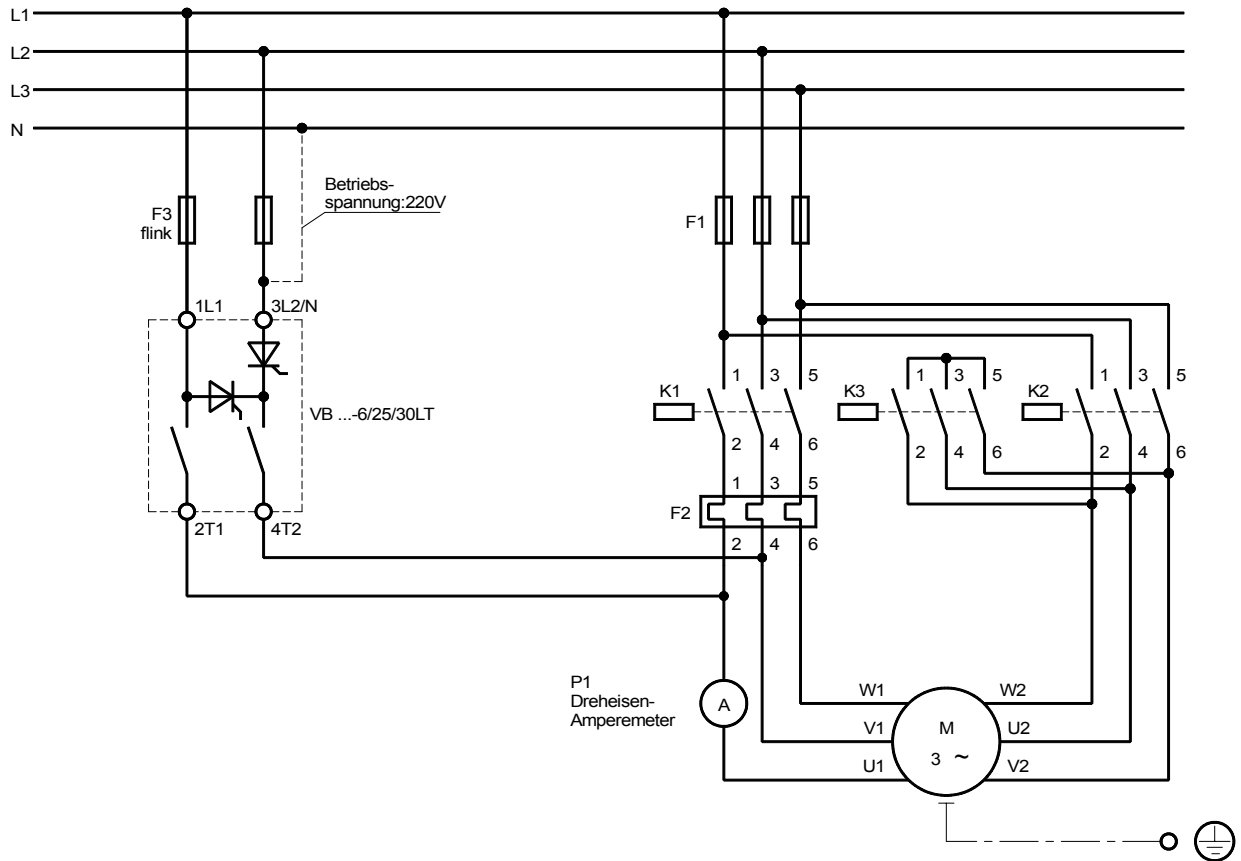 L1
L2
L3
N
Betriebs-
spannung:220V
F3
flink
F1
1L1
3L2/N
VB ...-6/25/30LT
2T1
4T2
K1
1 3 5
2 4 6
K3
1 3 5
2 4 6
K2
1 3 5
2 4 6
F2
1 3 5
2 4 6
P1
Dreheisen-
Amperemeter
A
W1
V1
U1
M
3 ~
W2
U2
V2